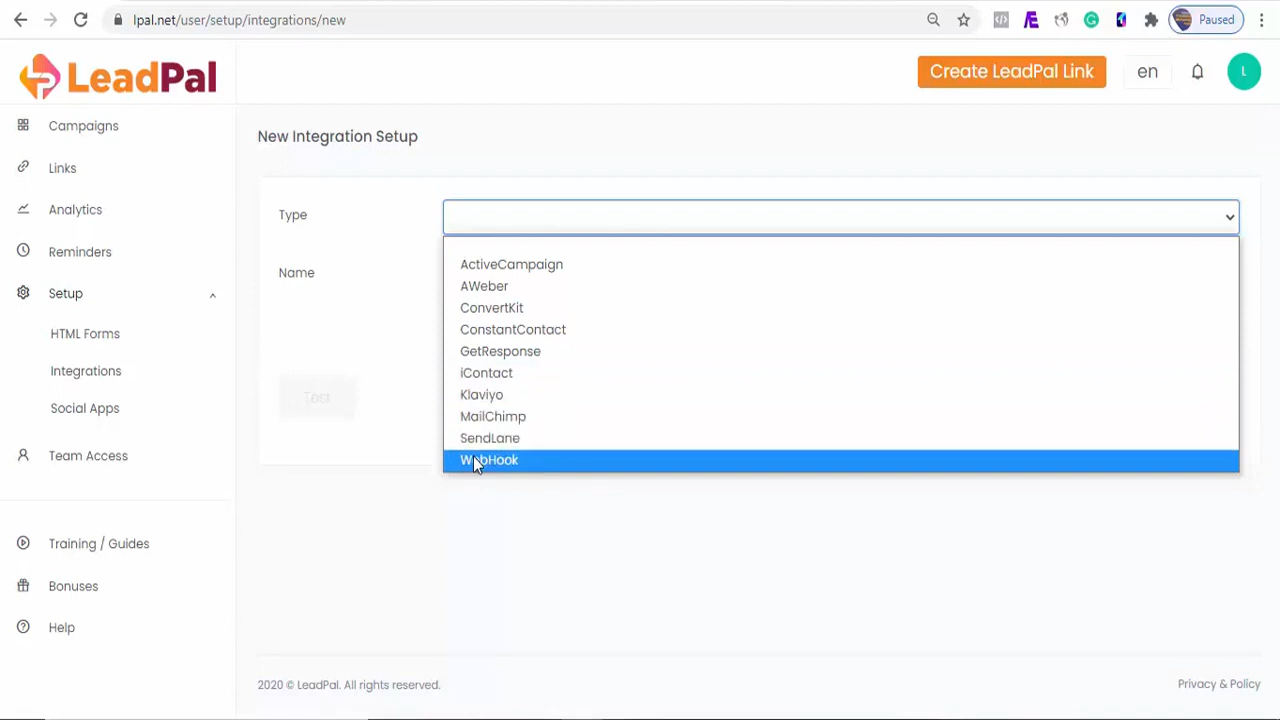 lpal.net/user/setup/integrations/new
Paused
LeadPal
Create LeadPal Link
en
L
Campaigns
Links
Analytics
Reminders
Setup
HTML Forms
Integrations
Social Apps
Team Access
Training / Guides
Bonuses
Help
New Integration Setup
Type
Name
ActiveCampaign
AWeber
ConvertKit
ConstantContact
GetResponse
iContact
Klaviyo
MailChimp
SendLane
WebHook
Test
2020 © LeadPal. All rights reserved.
Privacy & Policy